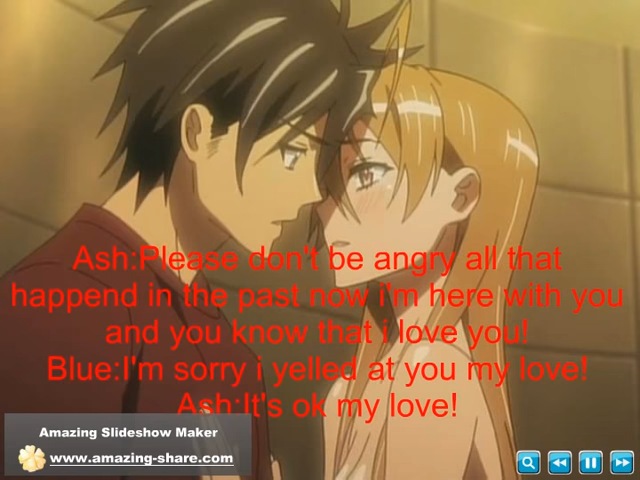 Ash:Please don't be angry all that
happend in the past now i'm here with you
and you know that i love you!
Blue:I'm sorry i yelled at you my love!
Ash:It's ok my love!
Amazing Slideshow Maker
www.amazing-share.com